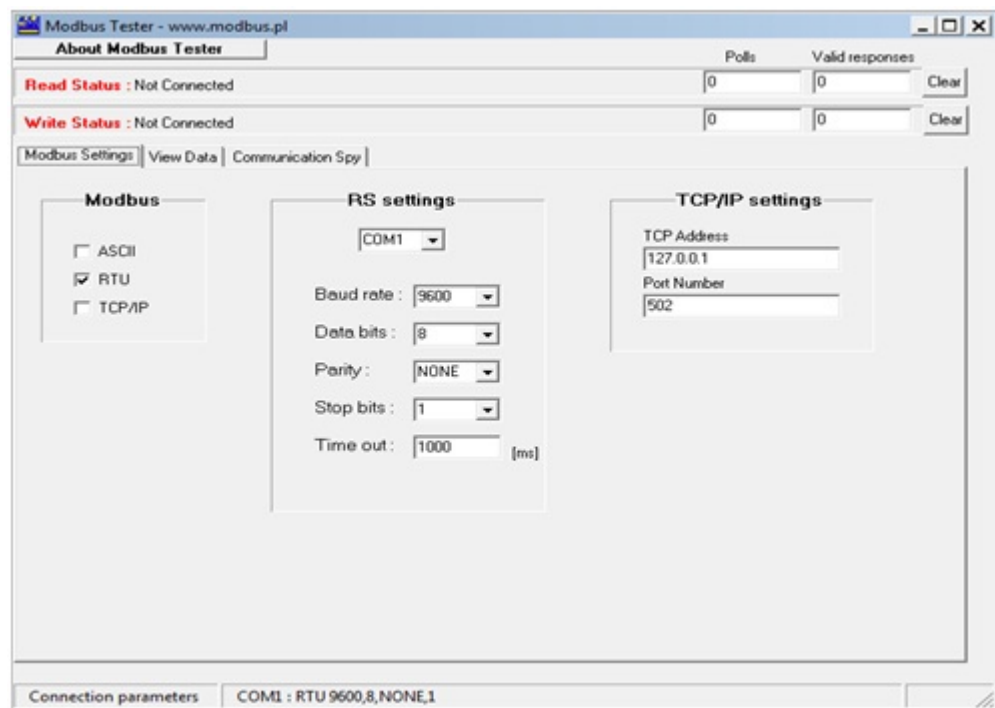 Modbus Tester - www.modbus.pl
About Modbus Tester
Polls Valid responses
Read Status : Not Connected 0 0 Clear
Write Status : Not Connected 0 0 Clear
Modbus Settings View Data Communication Spy
Modbus
ASCII
RTU
TCP/IP
RS settings
COM1
Baud rate : 9600
Data bits : 8
Parity : NONE
Stop bits : 1
Time out : 1000 [ms]
TCP/IP settings
TCP Address
127.0.0.1
Port Number
502
Connection parameters COM1 : RTU 9600,8,NONE,1